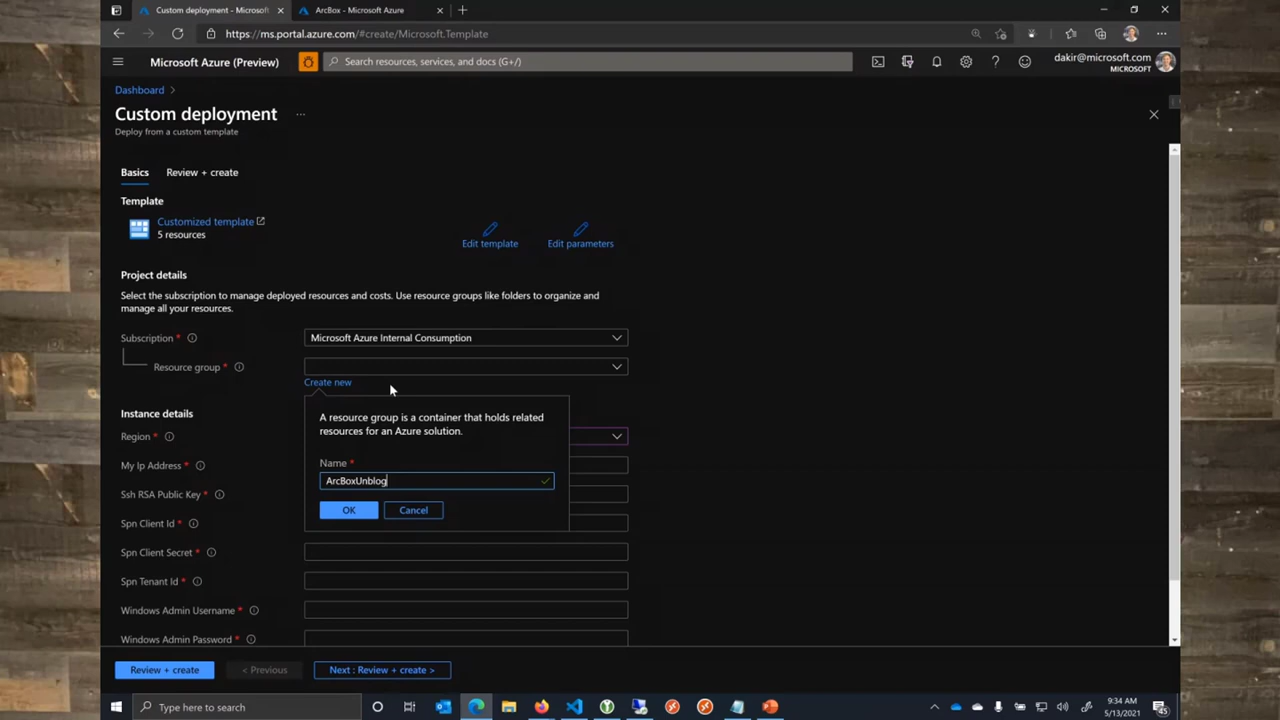 Custom deployment - Microsoft
ArcBox - Microsoft Azure
https://ms.portal.azure.com/#create/Microsoft.Template
Microsoft Azure (Preview)
Search resources, services, and docs (G+/)
dakir@microsoft.com
MICROSOFT
Dashboard >
Custom deployment ...
Deploy from a custom template
Basics
Review + create
Template
Customized template
5 resources
Edit template
Edit parameters
Project details
Select the subscription to manage deployed resources and costs. Use resource groups like folders to organize and
manage all your resources.
Subscription *
Microsoft Azure Internal Consumption
Resource group *
Create new
A resource group is a container that holds related
resources for an Azure solution.
Name *
ArcBoxUnblog
OK
Cancel
Instance details
Region *
My Ip Address *
Ssh RSA Public Key *
Spn Client Id *
Spn Client Secret *
Spn Tenant Id *
Windows Admin Username *
Windows Admin Password *
Review + create
< Previous
Next : Review + create >
Type here to search
9:34 AM
5/13/2021
45